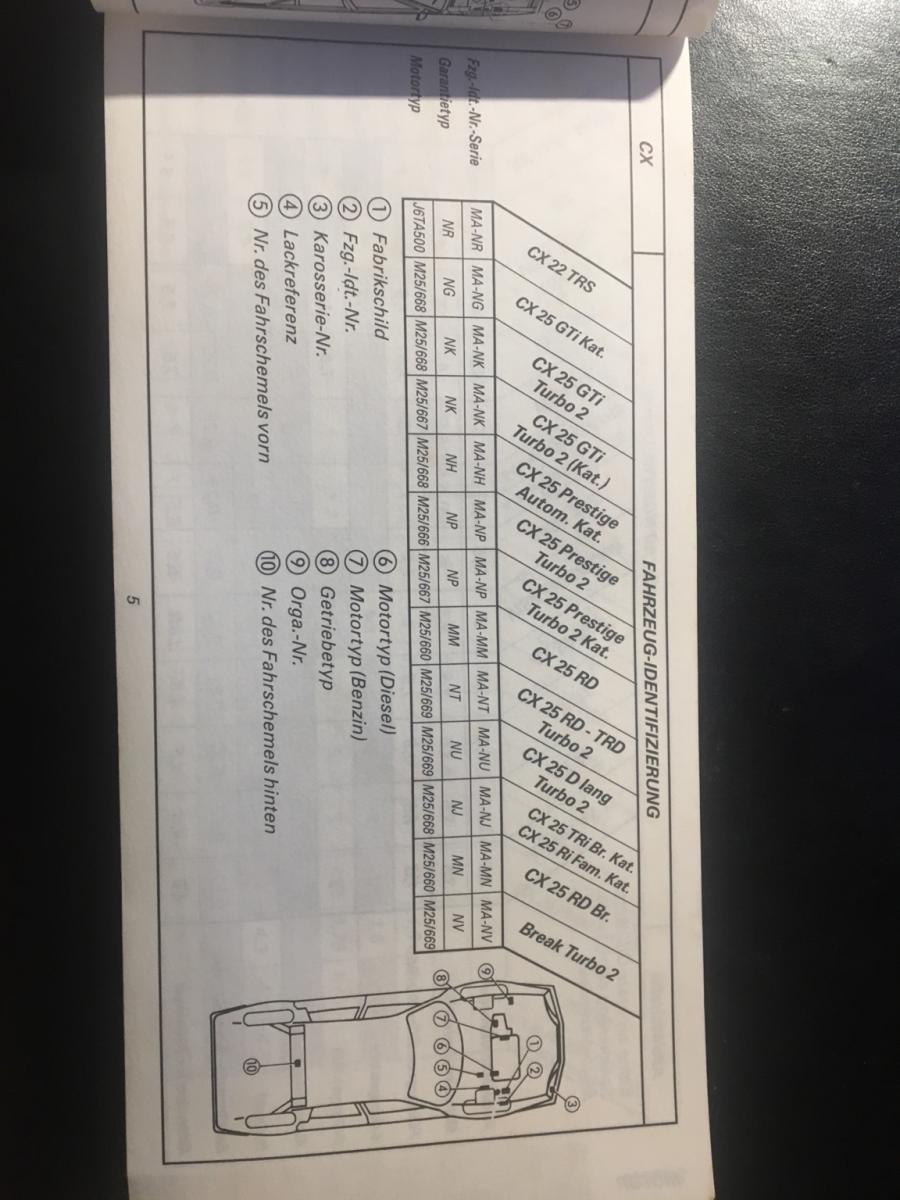 CX
FAHRZEUG-IDENTIFIZIERUNG
CX 22 TRS
CX 25 GTi Kat.
CX 25 GTi
Turbo 2
CX 25 GTi
Turbo 2 (Kat.)
CX 25 Prestige
Autom. Kat.
CX 25 Prestige
Turbo 2
CX 25 Prestige
Turbo 2 Kat.
CX 25 RD
CX 25 RD - TRD
Turbo 2
CX 25 D lang
Turbo 2
CX 25 TRi Br. Kat.
CX 25 Ri Fam. Kat.
CX 25 RD Br.
Break Turbo 2
Fzg.-Idt.-Nr.-Serie MA-NR MA-NG MA-NK MA-NK MA-NH MA-NP MA-NP MA-MM MA-NT MA-NU MA-NJ MA-MN MA-NV
Garantietyp NR NG NK NK NH NP NP MM NT NU NJ MN NV
Motortyp J6TA500 M25/668 M25/668 M25/667 M25/668 M25/666 M25/667 M25/660 M25/669 M25/669 M25/668 M25/660 M25/669
① Fabrikschild
② Fzg.-Idt.-Nr.
③ Karosserie-Nr.
④ Lackreferenz
⑤ Nr. des Fahrschemels vorn
⑥ Motortyp (Diesel)
⑦ Motortyp (Benzin)
⑧ Getriebetyp
⑨ Orga.-Nr.
⑩ Nr. des Fahrschemels hinten
③
⑨
① ②
⑧ ⑦ ⑥ ⑤ ④
⑩
5